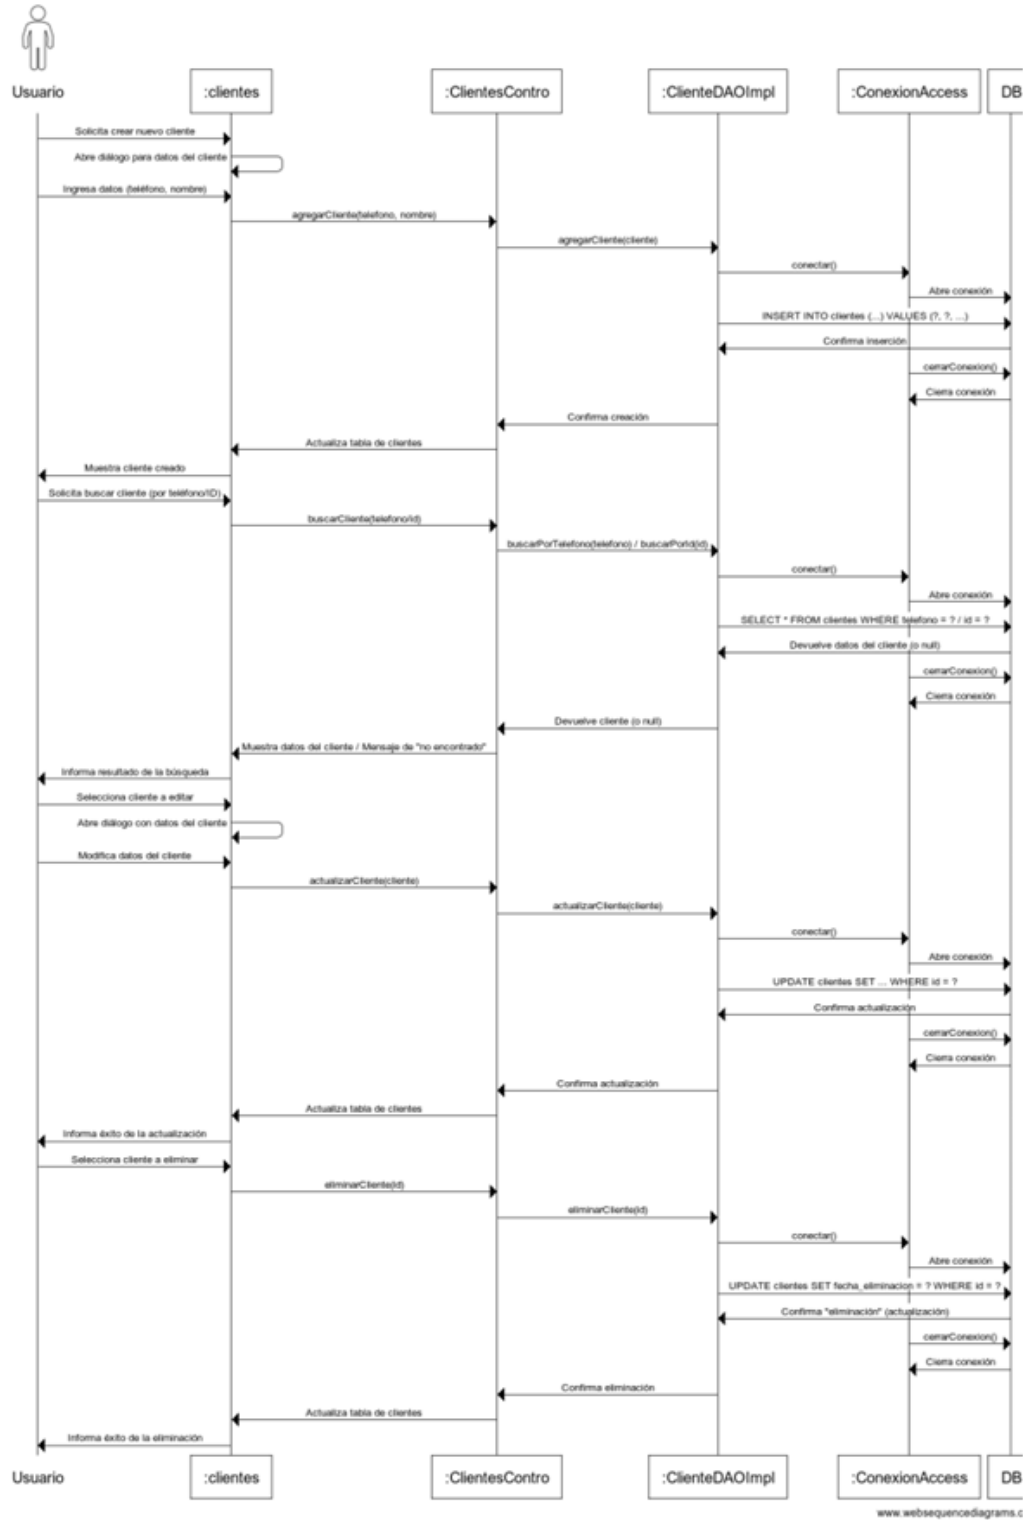 Usuario
:clientes
:ClientesContro
:ClienteDAOImpl
:ConexionAccess
DB
Solicita crear nuevo cliente
Abre diálogo para datos del cliente
Ingresa datos (teléfono, nombre)
agregarCliente(telefono, nombre)
agregarCliente(cliente)
conectar()
Abre conexión
INSERT INTO clientes (...) VALUES (?, ?, ...)
Confirma inserción
cerrarConexion()
Cierra conexión
Confirma creación
Actualiza tabla de clientes
Muestra cliente creado
Solicita buscar cliente (por teléfono/ID)
buscarCliente(telefono/id)
buscarPorTelefono(telefono) / buscarPorId(id)
conectar()
Abre conexión
SELECT * FROM clientes WHERE telefono = ? / id = ?
Devuelve datos del cliente (o null)
cerrarConexion()
Cierra conexión
Devuelve cliente (o null)
Muestra datos del cliente / Mensaje de "no encontrado"
Informa resultado de la búsqueda
Selecciona cliente a editar
Abre diálogo con datos del cliente
Modifica datos del cliente
actualizarCliente(cliente)
actualizarCliente(cliente)
conectar()
Abre conexión
UPDATE clientes SET ... WHERE id = ?
Confirma actualización
cerrarConexion()
Cierra conexión
Confirma actualización
Actualiza tabla de clientes
Informa éxito de la actualización
Selecciona cliente a eliminar
eliminarCliente(id)
eliminarCliente(id)
conectar()
Abre conexión
UPDATE clientes SET fecha_eliminacion = ? WHERE id = ?
Confirma "eliminación" (actualización)
cerrarConexion()
Cierra conexión
Confirma eliminación
Actualiza tabla de clientes
Informa éxito de la eliminación
Usuario
:clientes
:ClientesContro
:ClienteDAOImpl
:ConexionAccess
DB
www.websequencediagrams.c